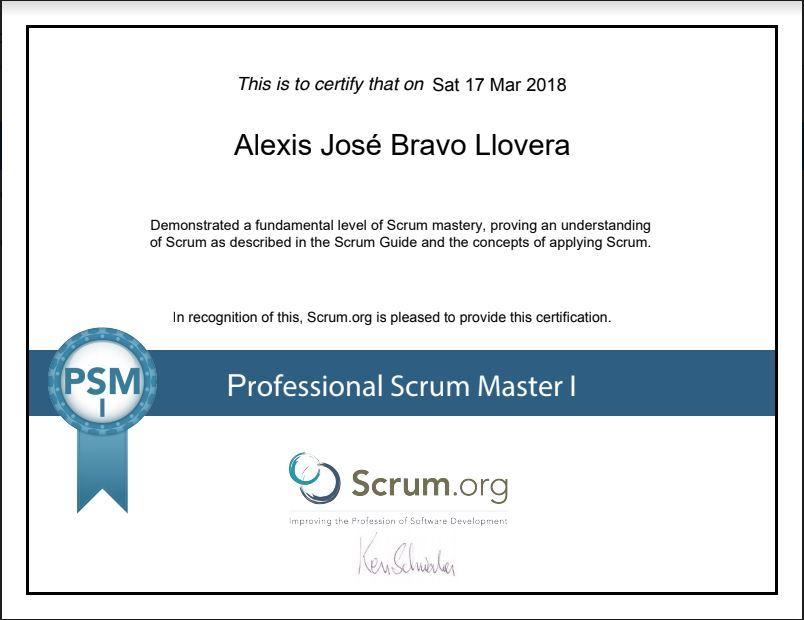 This is to certify that on Sat 17 Mar 2018
Alexis José Bravo Llovera
Demonstrated a fundamental level of Scrum mastery, proving an understanding
of Scrum as described in the Scrum Guide and the concepts of applying Scrum.
In recognition of this, Scrum.org is pleased to provide this certification.
PSM
I
Professional Scrum Master I
Scrum.org
Improving the Profession of Software Development
Ken Schwaber